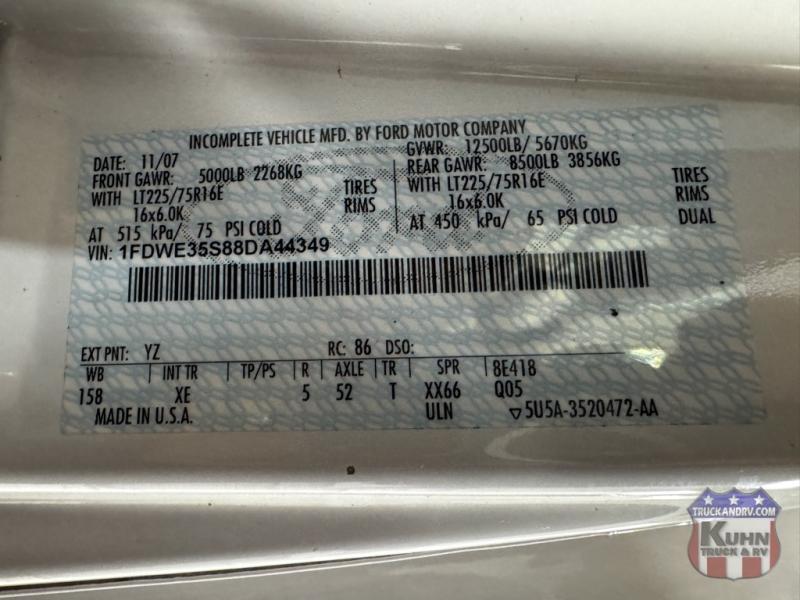 INCOMPLETE VEHICLE MFD. BY FORD MOTOR COMPANY
DATE: 11/07 GVWR: 12500LB/ 5670KG
FRONT GAWR: 5000LB 2268KG REAR GAWR: 8500LB 3856KG
WITH LT225/75R16E TIRES WITH LT225/75R16E TIRES
16x6.0K RIMS 16x6.0K RIMS
AT 515 kPa/ 75 PSI COLD AT 450 kPa/ 65 PSI COLD DUAL
VIN: 1FDWE35S88DA44349
EXT PNT: YZ RC: 86 DSO:
WB INT TR TP/PS R AXLE TR SPR 8E418
158 XE 5 52 T XX66 Q05
MADE IN U.S.A. ULN ▽5U5A-3520472-AA
TRUCKANDRV.COM
KUHN
TRUCK & RV